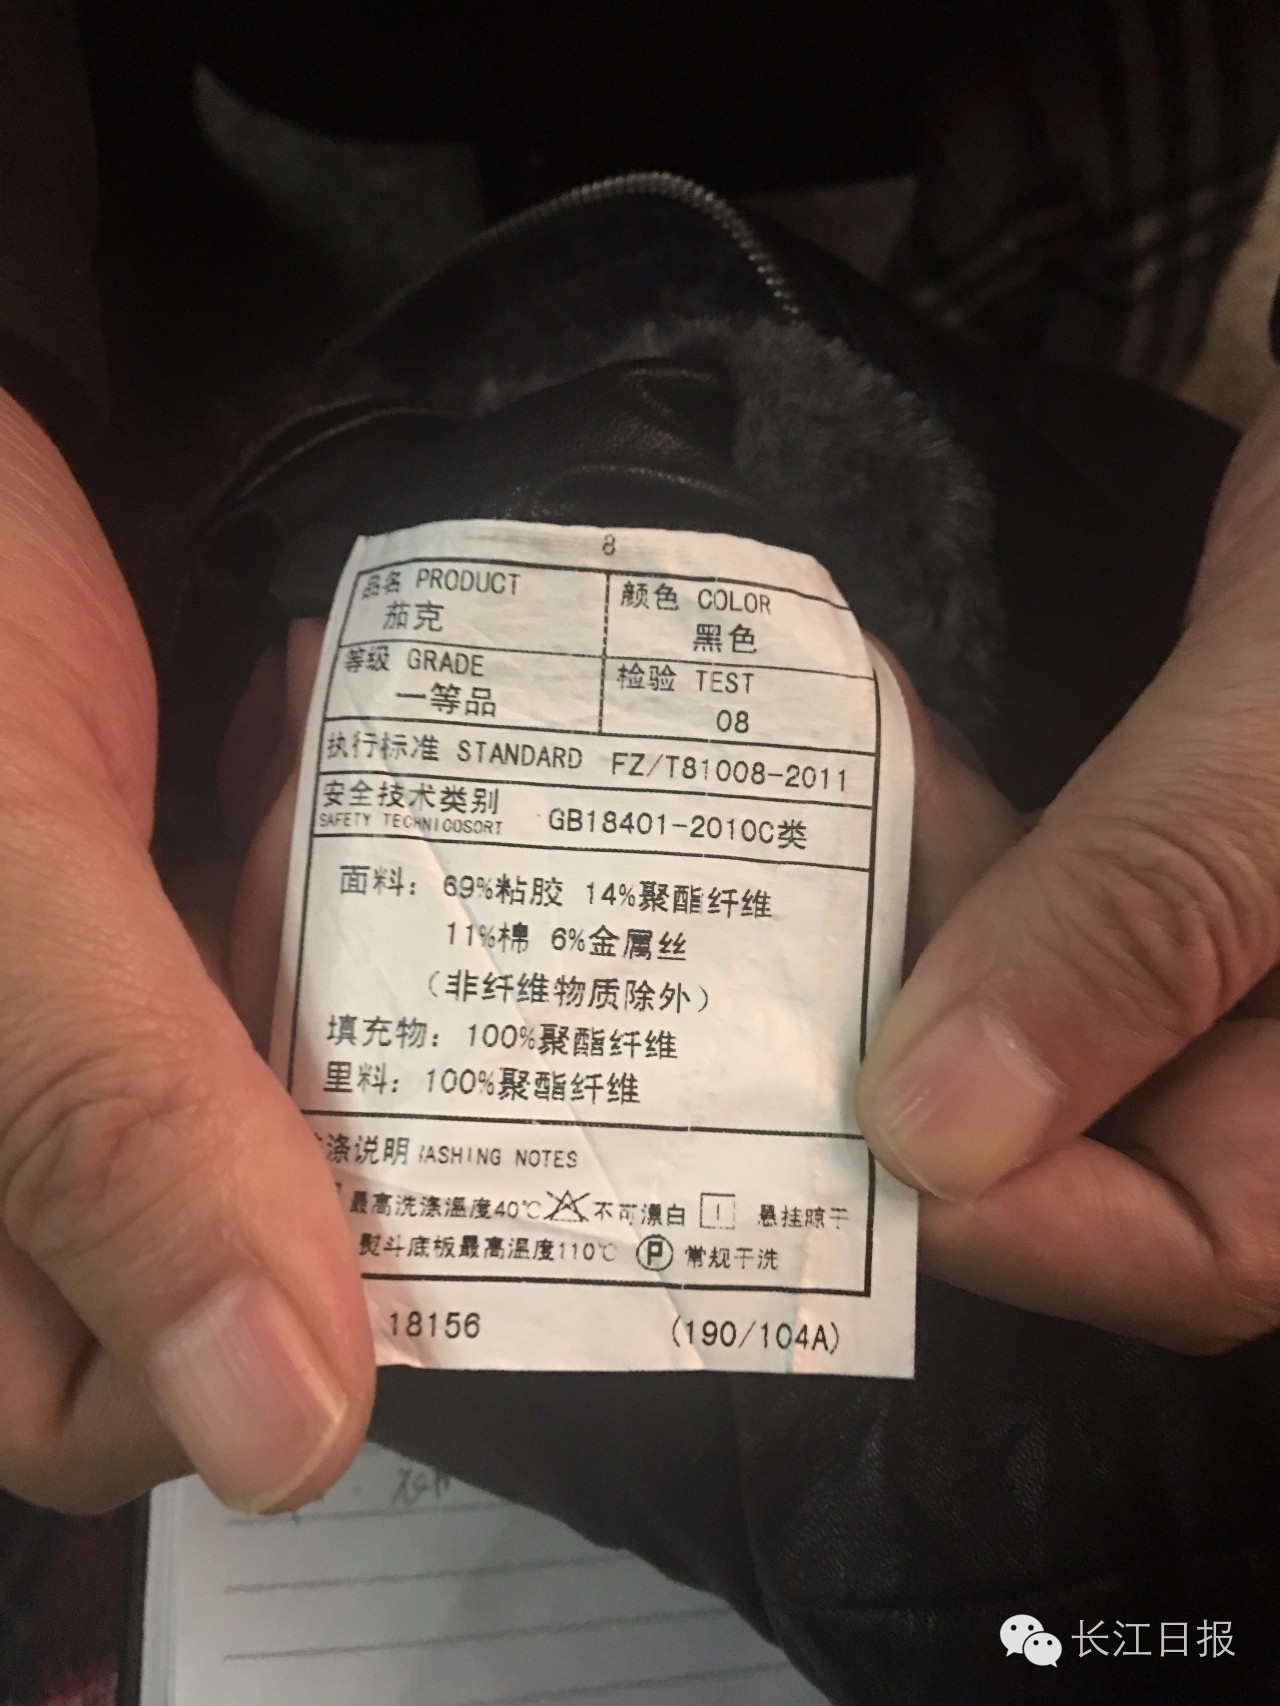 8
品名 PRODUCT
茄克
颜色 COLOR
黑色
等级 GRADE
一等品
检验 TEST
08
执行标准 STANDARD FZ/T81008-2011
安全技术类别 GB18401-2010C类
SAFETY TECHNICOSORT
面料：69%粘胶 14%聚酯纤维
11%棉 6%金属丝
（非纤维物质除外）
填充物：100%聚酯纤维
里料：100%聚酯纤维
涤说明 ASHING NOTES
最高洗涤温度40℃ 不可漂白 悬挂晾干
熨斗底板最高温度110℃ P 常规干洗
18156 (190/104A)
长江日报